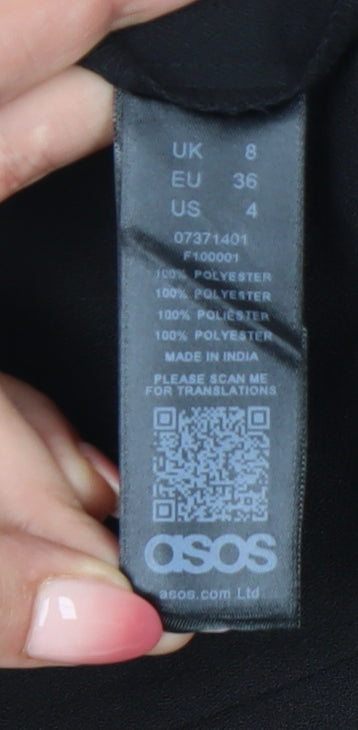 UK 8
EU 36
US 4
07371401
F100001
100% POLYESTER
100% POLYESTER
100% POLIÉSTER
100% POLYESTER
MADE IN INDIA
PLEASE SCAN ME
FOR TRANSLATIONS
asos
asos.com Ltd